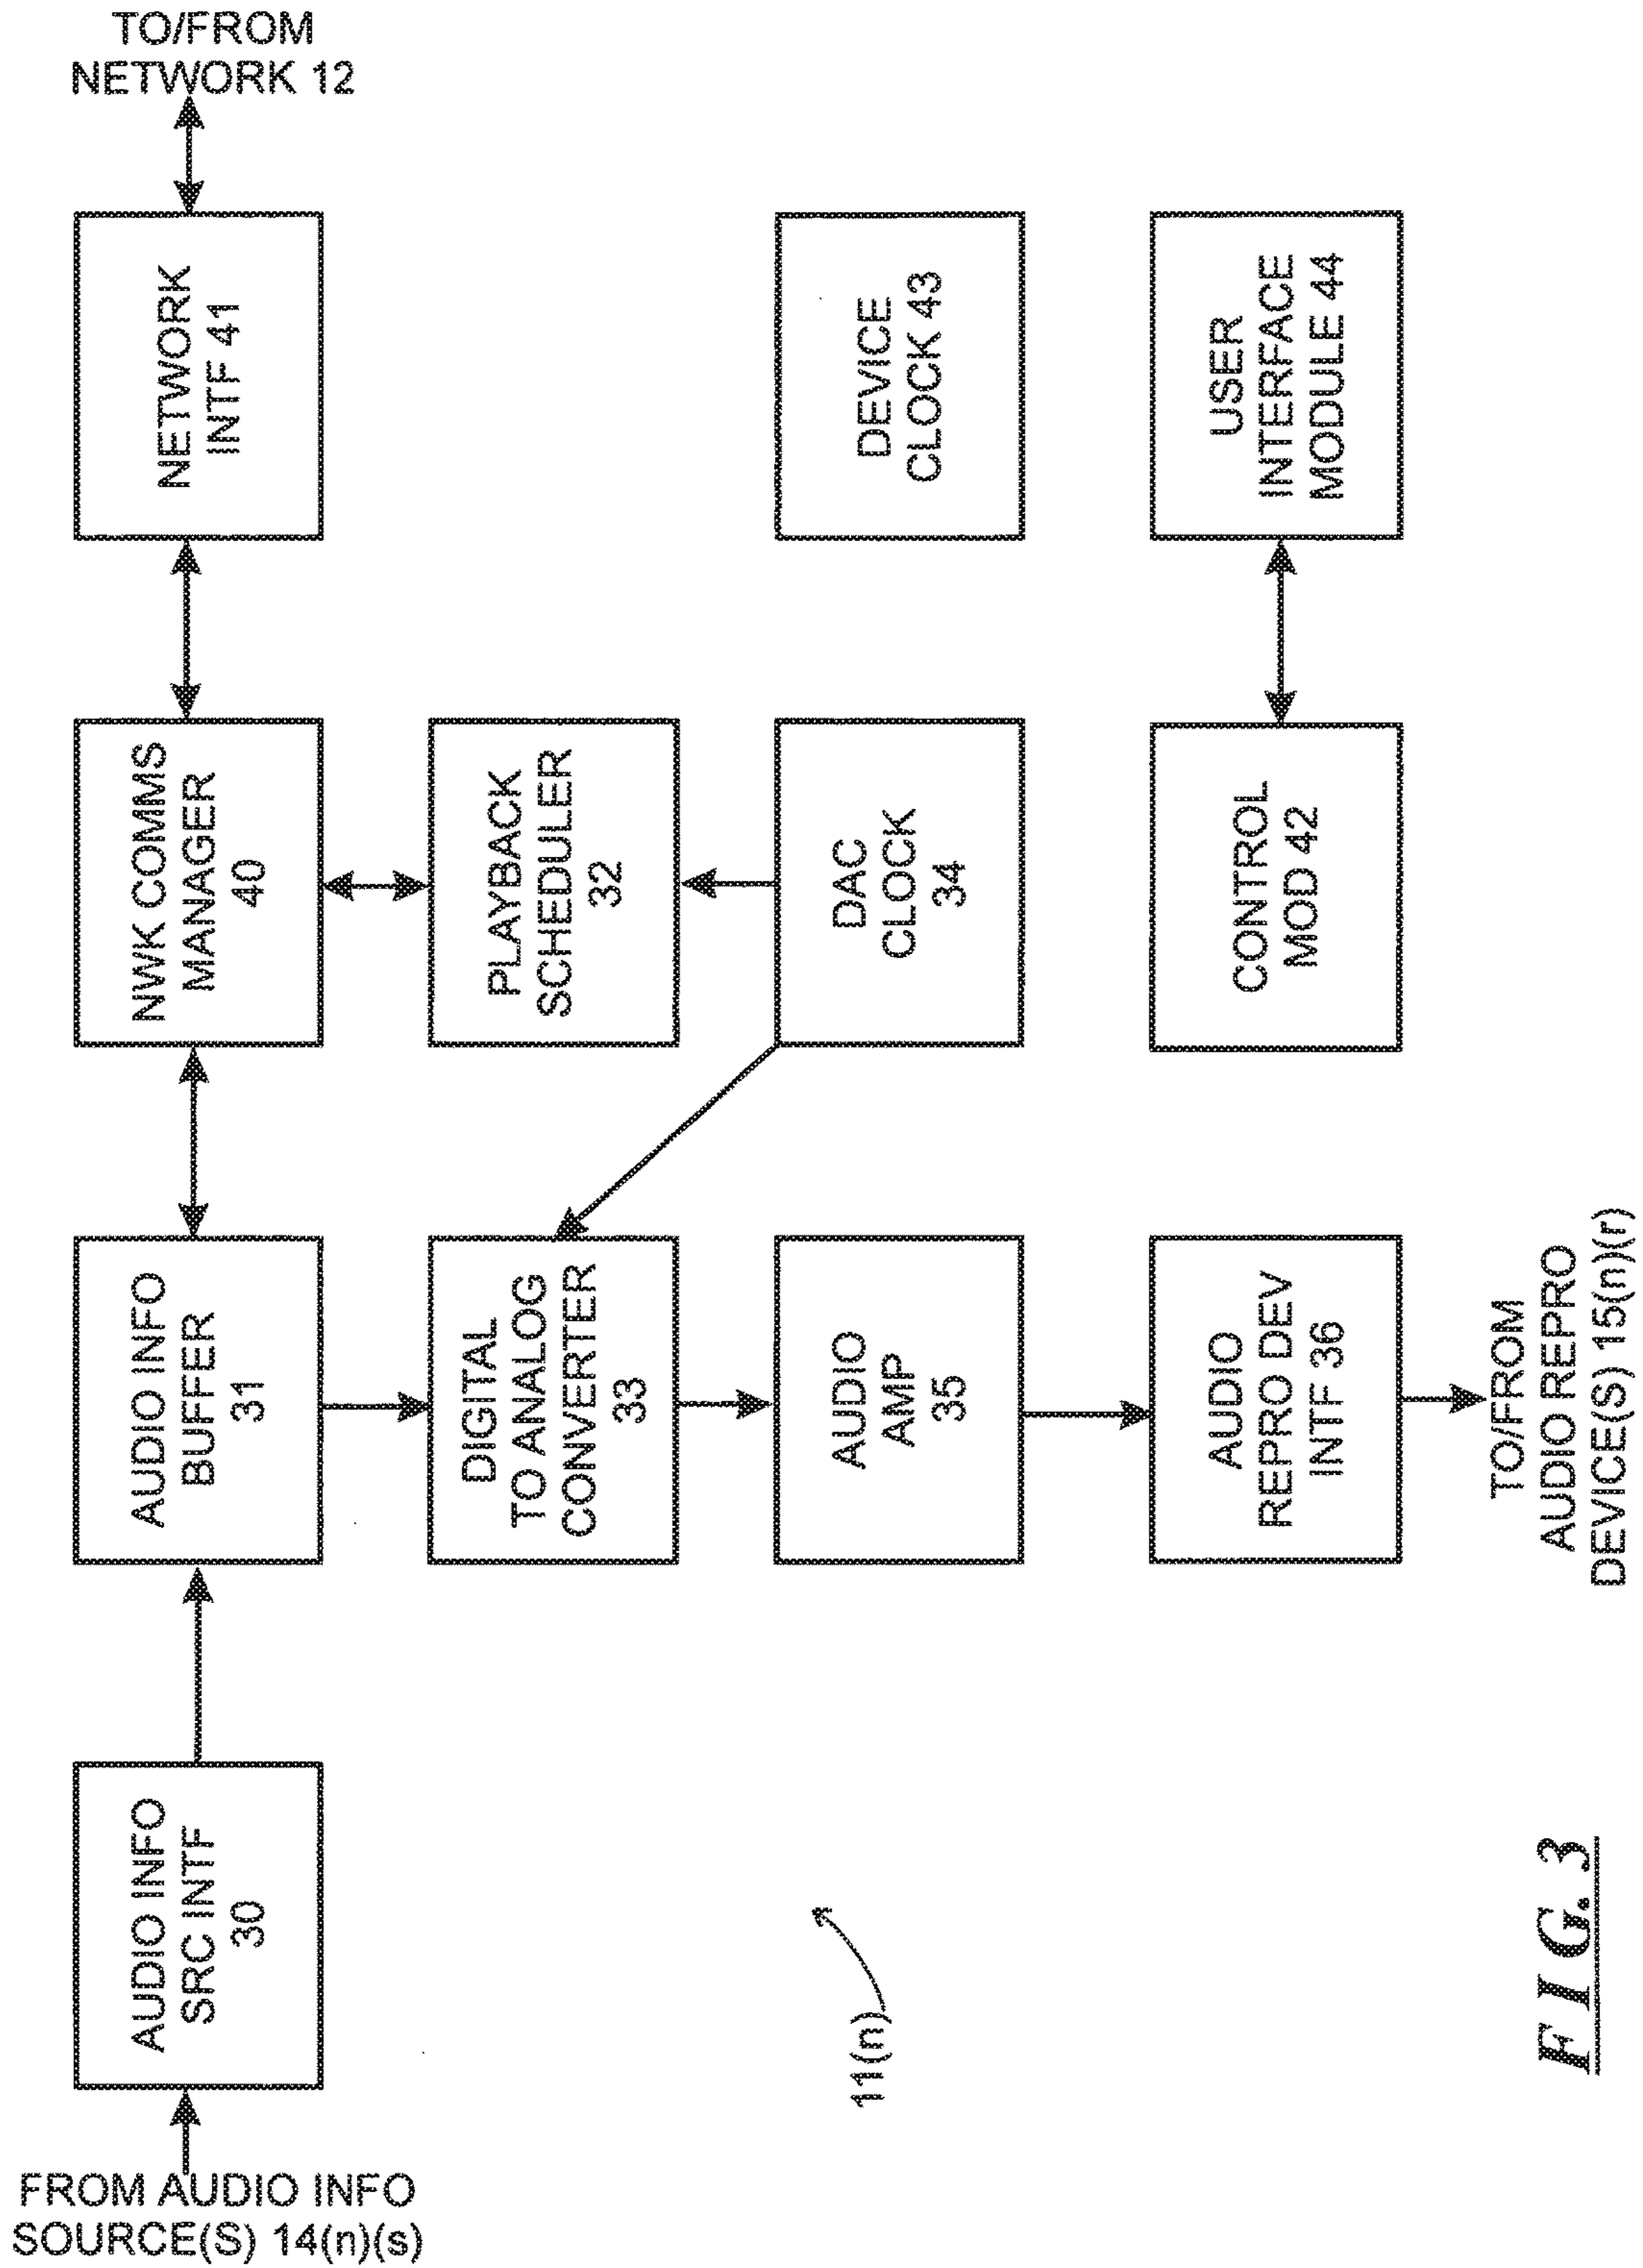 TO/FROM
NETWORK 12
NETWORK
INTF 41
DEVICE
CLOCK 43
USER
INTERFACE
MODULE 44
NWK COMMS
MANAGER
40
PLAYBACK
SCHEDULER
32
DAC
CLOCK
34
CONTROL
MOD 42
AUDIO INFO
BUFFER
31
DIGITAL
TO ANALOG
CONVERTER
33
AUDIO
AMP
35
AUDIO
REPRO DEV
INTF 36
TO/FROM
AUDIO REPRO
DEVICE(S) 15(n)(r)
AUDIO INFO
SRC INTF
30
11(n)
FIG. 3
FROM AUDIO INFO
SOURCE(S) 14(n)(s)